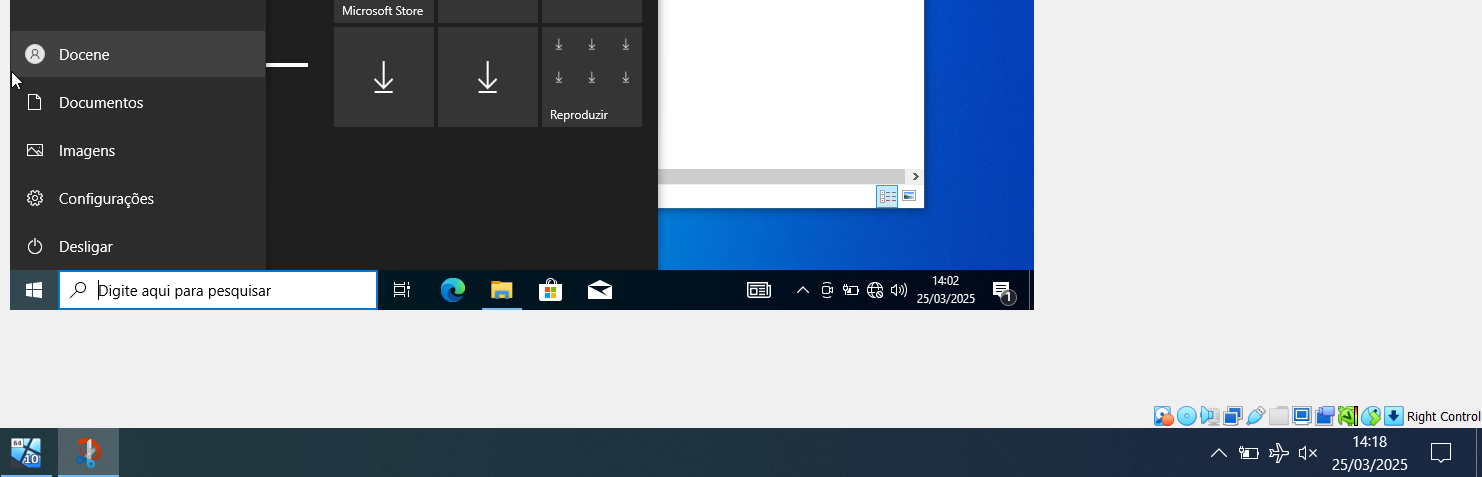 Microsoft Store
Docene
Documentos
Reproduzir
Imagens
Configurações
Desligar
Digite aqui para pesquisar
14:02
25/03/2025
1
Right Control
64
10
14:18
25/03/2025